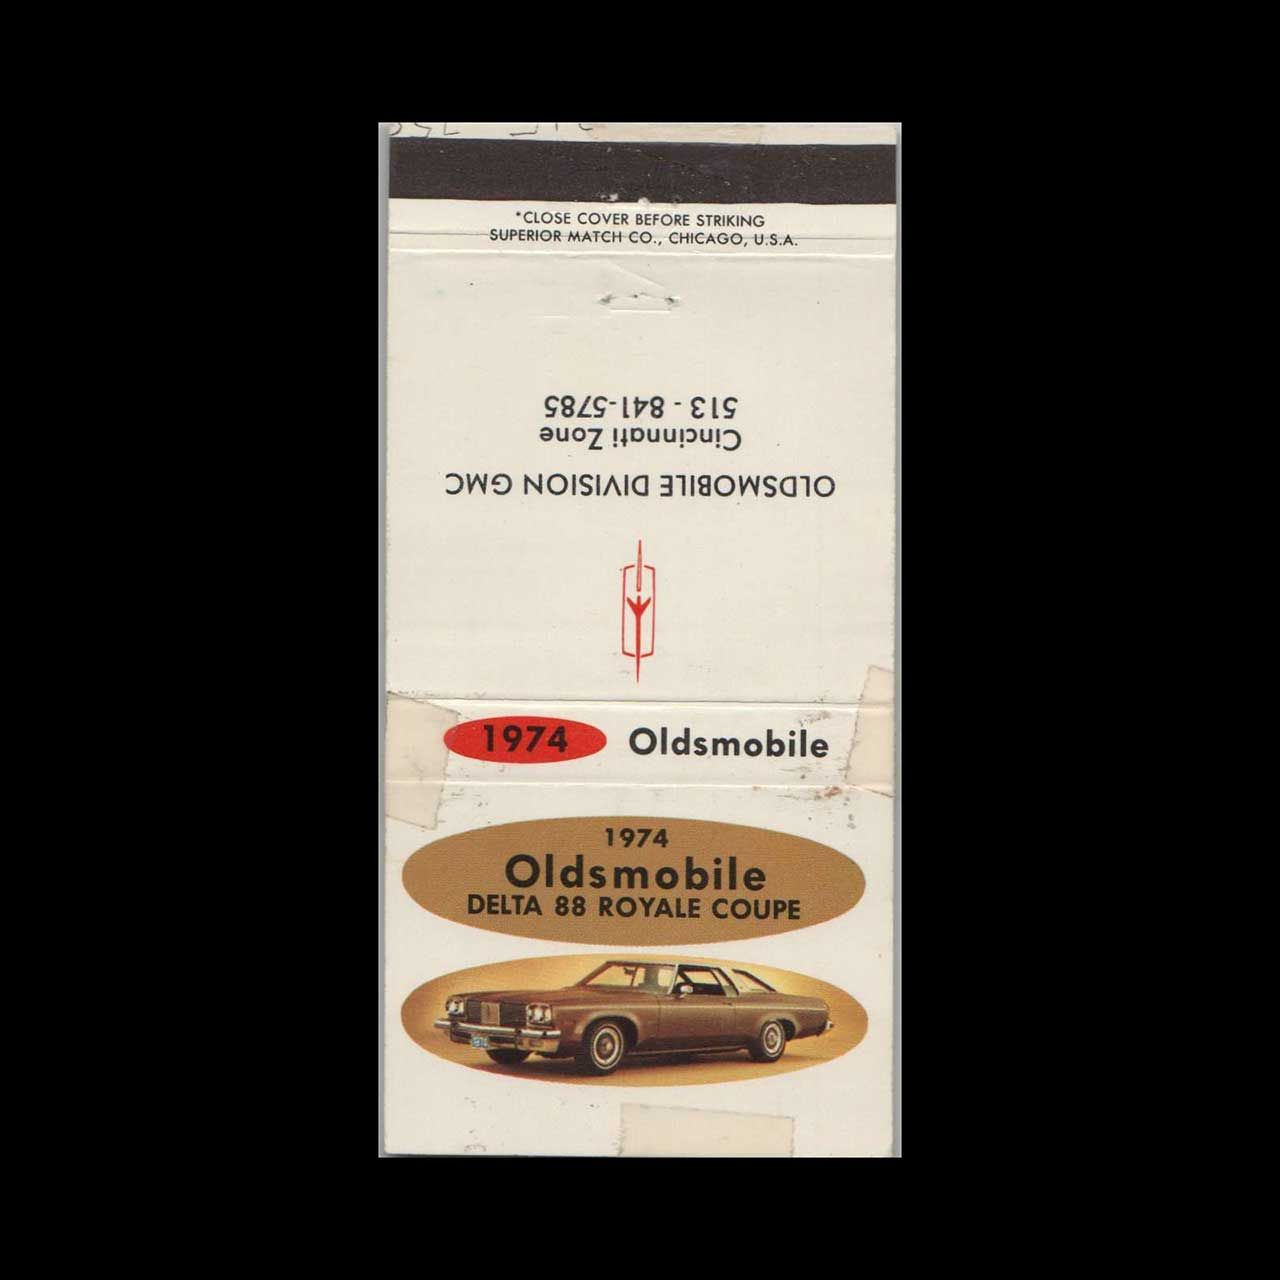 *CLOSE COVER BEFORE STRIKING
SUPERIOR MATCH CO., CHICAGO, U.S.A.
OLDSMOBILE DIVISION GMC
Cincinnati Zone
513 - 841-5785
1974 Oldsmobile
1974
Oldsmobile
DELTA 88 ROYALE COUPE